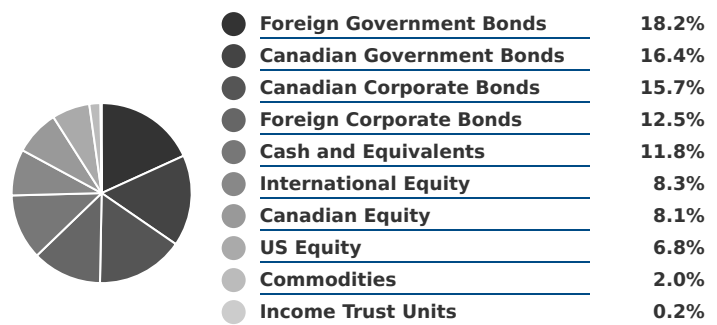 Foreign Government Bonds 18.2%
Canadian Government Bonds 16.4%
Canadian Corporate Bonds 15.7%
Foreign Corporate Bonds 12.5%
Cash and Equivalents 11.8%
International Equity 8.3%
Canadian Equity 8.1%
US Equity 6.8%
Commodities 2.0%
Income Trust Units 0.2%